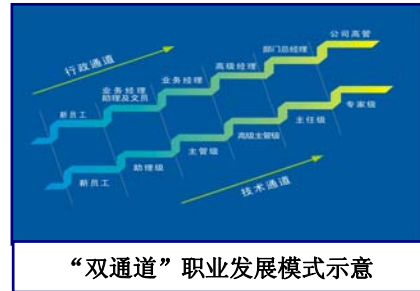 公司高管
部门总经理
高级经理
业务经理
业务经理
助理及文员
新员工
行政通道
专家级
主任级
高级主管级
主管级
助理级
新员工
技术通道
“双通道”职业发展模式示意